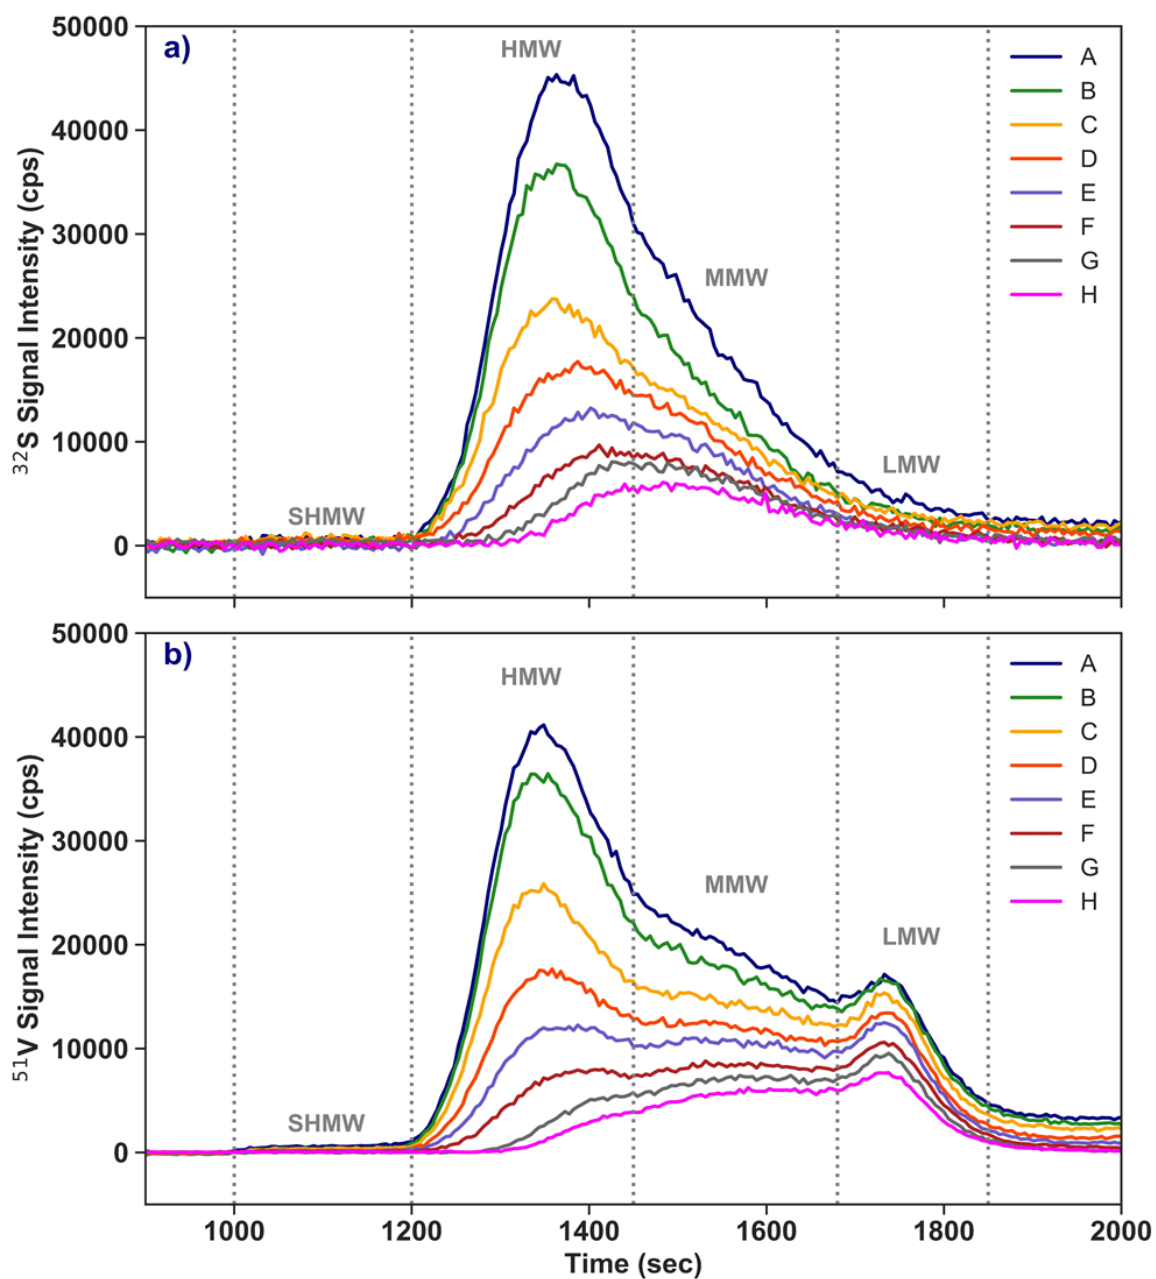 a)
50000
40000
30000
20000
10000
0
³²S Signal Intensity (cps)
HMW
MMW
LMW
SHMW
A
B
C
D
E
F
G
H
b)
50000
40000
30000
20000
10000
0
⁵¹V Signal Intensity (cps)
HMW
MMW
LMW
SHMW
A
B
C
D
E
F
G
H
1000 1200 1400 1600 1800 2000
Time (sec)